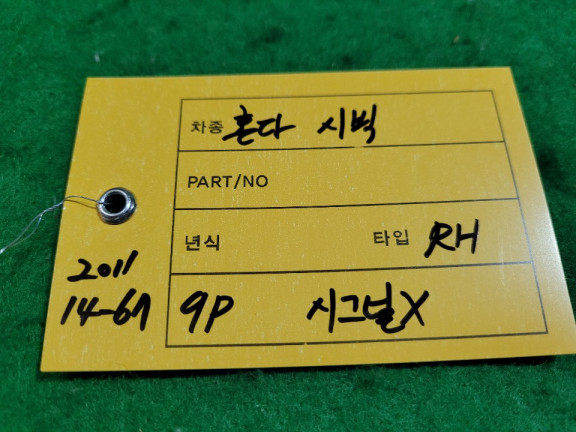 차종 혼다 시빅
PART/NO
년식 타입 RH
9P 시그널X
2011
14-67